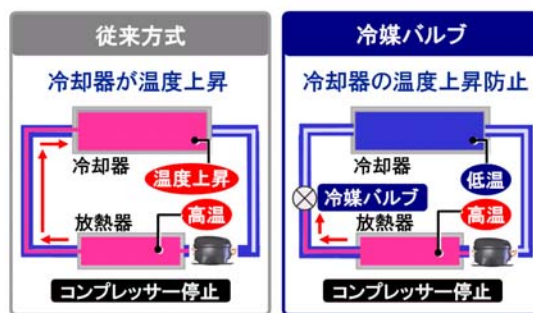 従来方式
冷却器が温度上昇
冷却器
温度上昇
放熱器
高温
コンプレッサー停止
冷媒バルブ
冷却器の温度上昇防止
冷却器
低温
冷媒バルブ
放熱器
高温
コンプレッサー停止